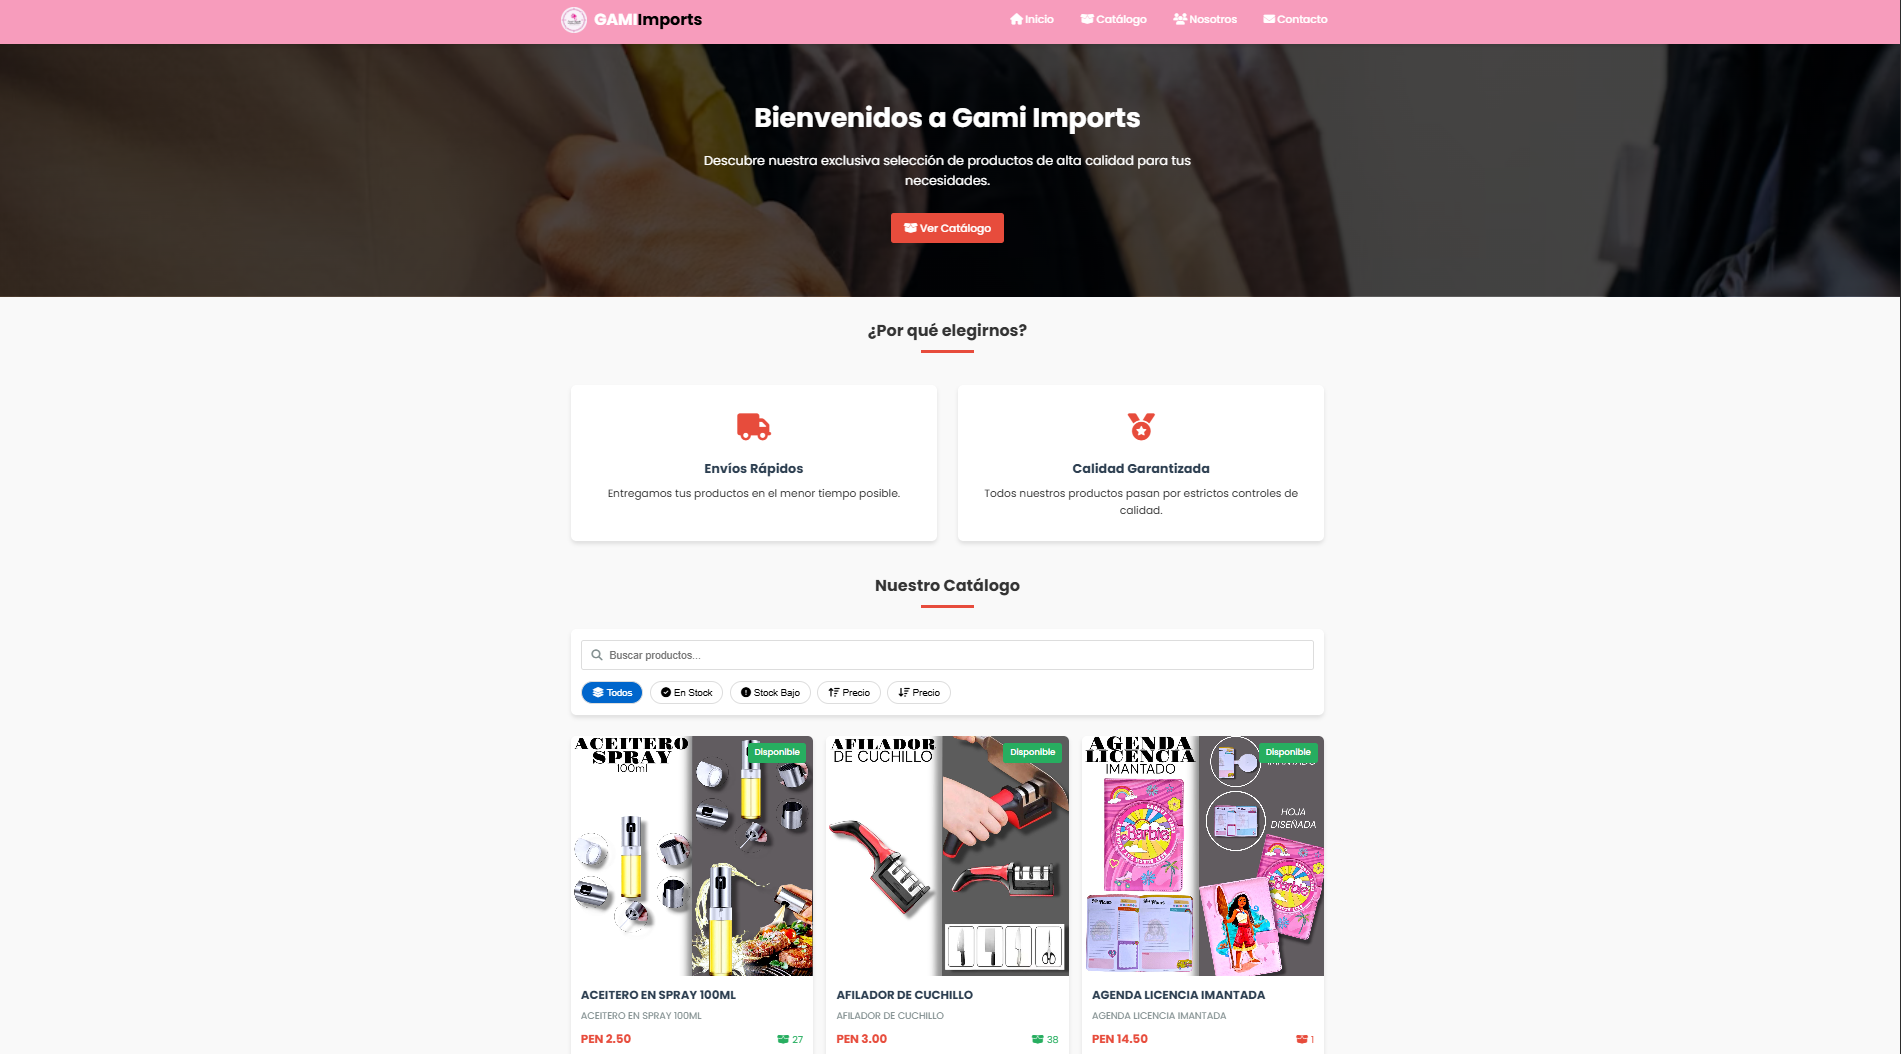 GAMIImports
Inicio
Catálogo
Nosotros
Contacto
Bienvenidos a Gami Imports
Descubre nuestra exclusiva selección de productos de alta calidad para tus
necesidades.
Ver Catálogo
¿Por qué elegirnos?
Envíos Rápidos
Entregamos tus productos en el menor tiempo posible.
Calidad Garantizada
Todos nuestros productos pasan por estrictos controles de
calidad.
Nuestro Catálogo
Buscar productos...
Todos
En Stock
Stock Bajo
Precio
Precio
ACEITERO
SPRAY
100ml
Disponible
ACEITERO EN SPRAY 100ML
ACEITERO EN SPRAY 100ML
PEN 2.50
27
AFILADOR
DE CUCHILLO
Disponible
AFILADOR DE CUCHILLO
AFILADOR DE CUCHILLO
PEN 3.00
38
AGENDA
LICENCIA
IMANTADO
Disponible
HOJA
DISEÑADA
Barbie
Barbie
AGENDA LICENCIA IMANTADA
AGENDA LICENCIA IMANTADA
PEN 14.50
1